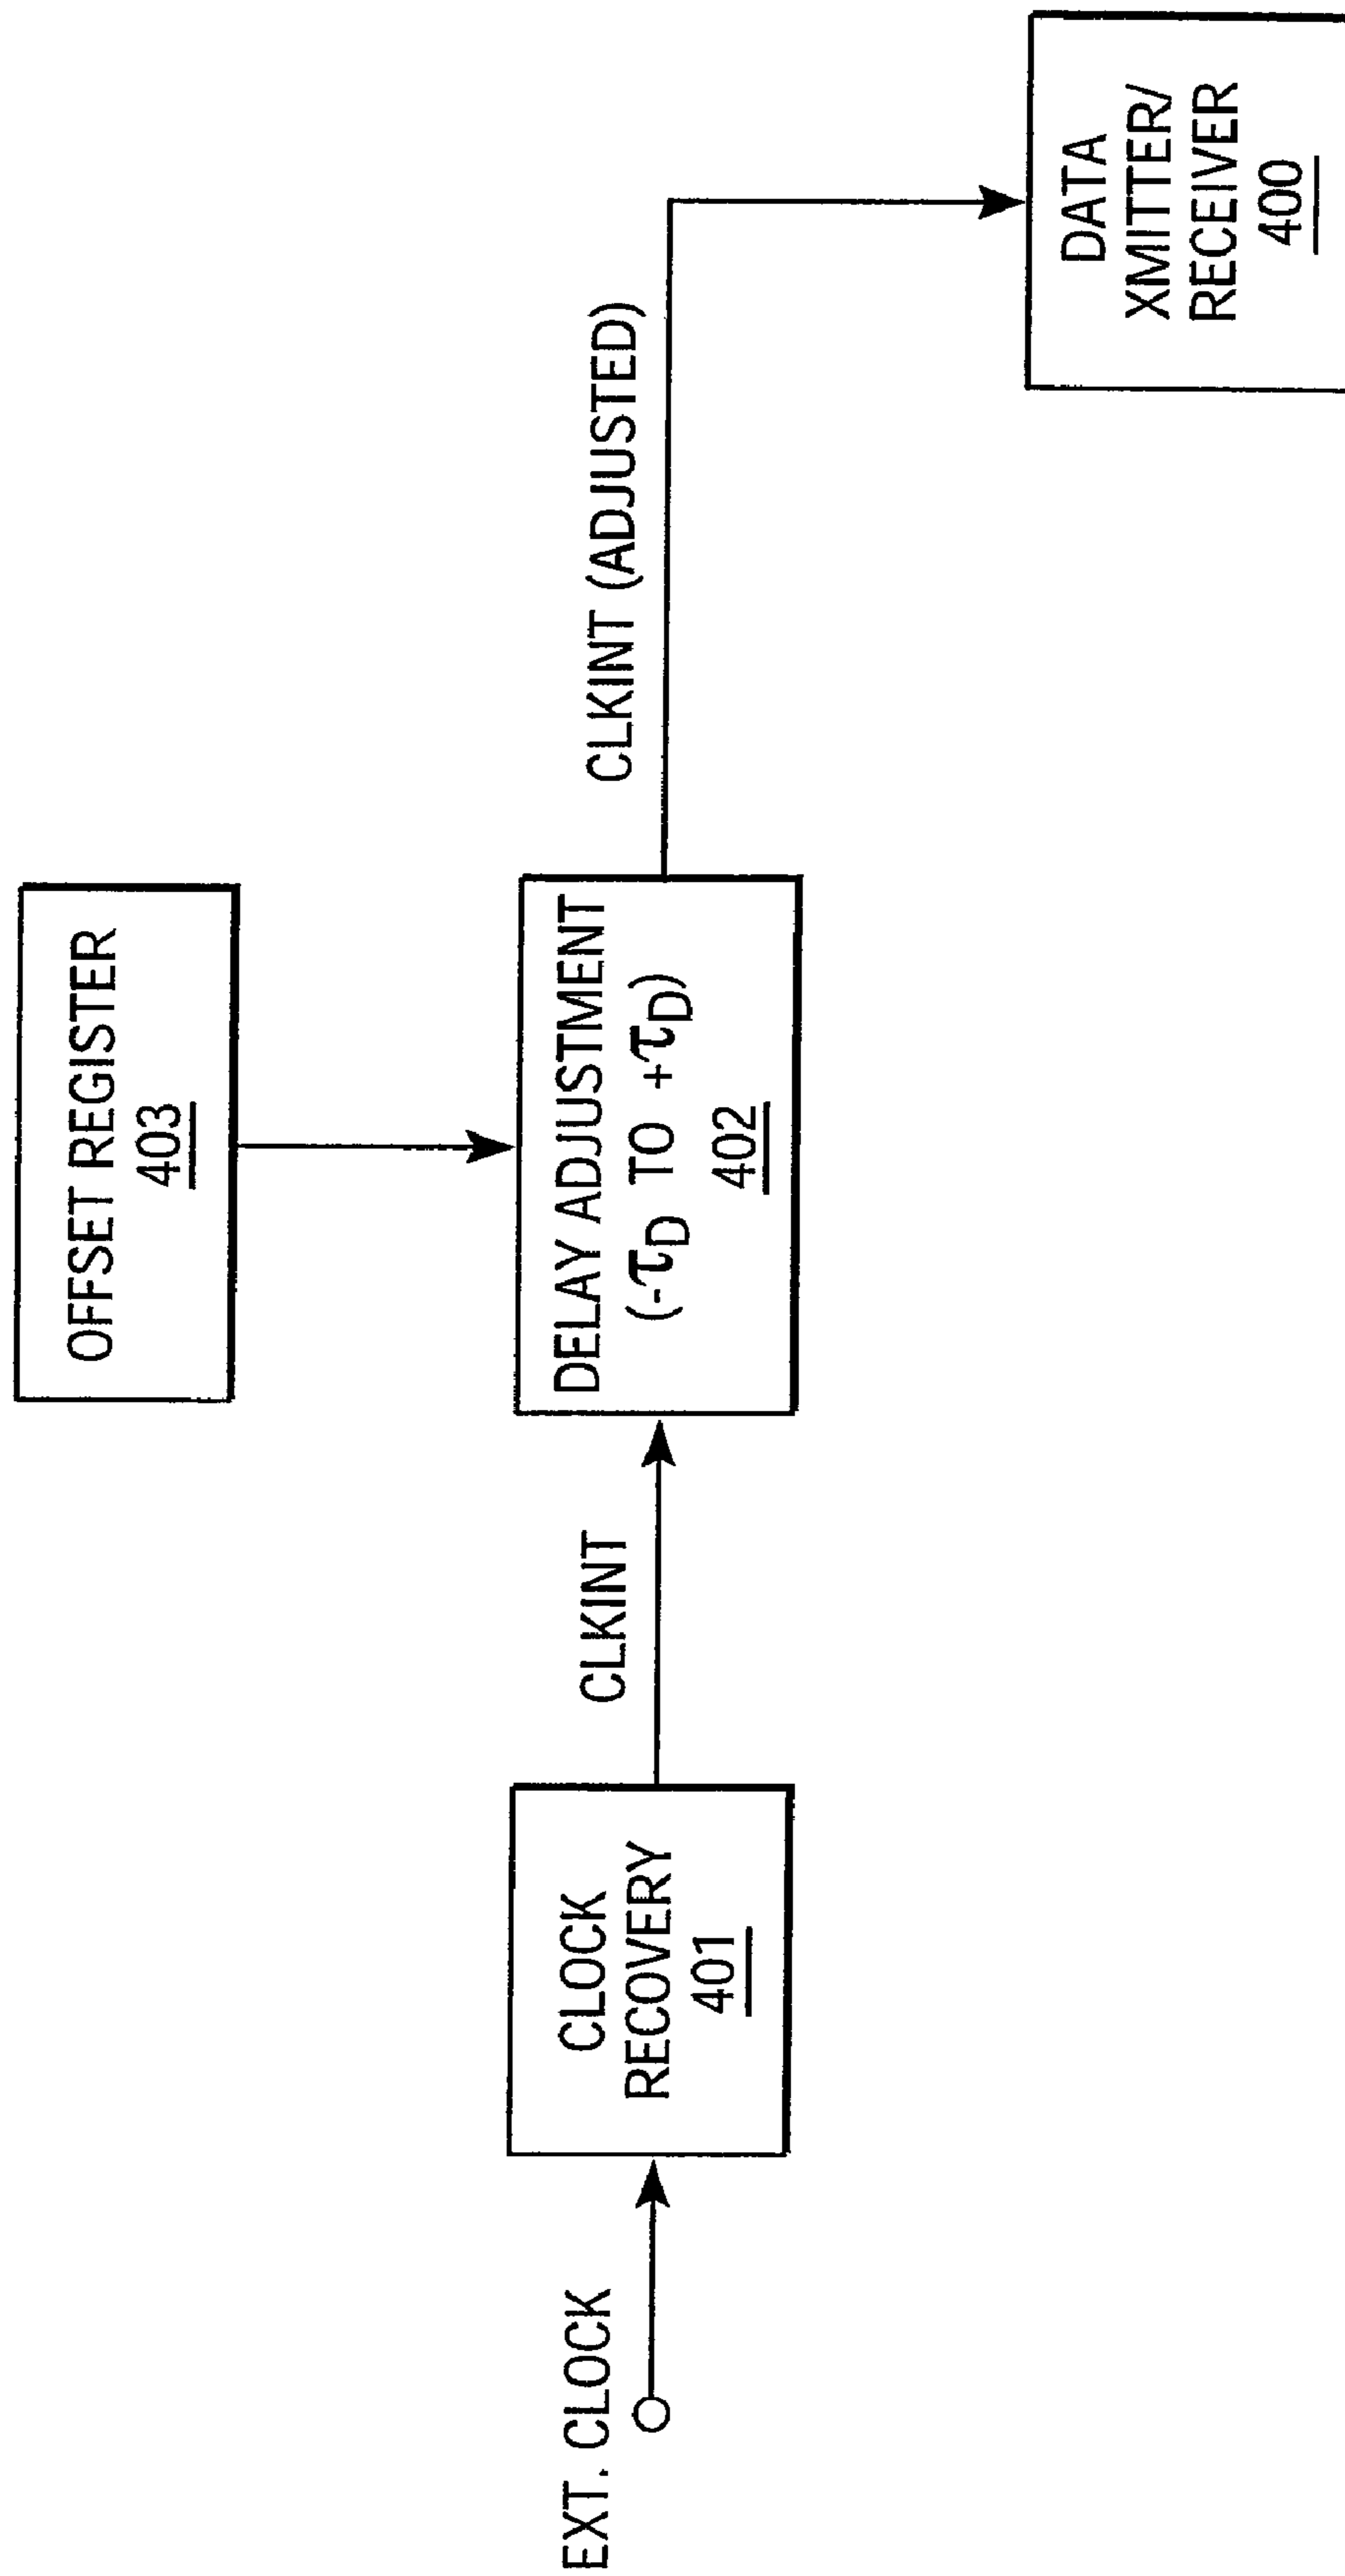 OFFSET REGISTER
403
EXT. CLOCK
CLOCK
RECOVERY
401
CLKINT
DELAY ADJUSTMENT
(-τD TO +τD)
402
CLKINT (ADJUSTED)
DATA
XMITTER/
RECEIVER
400